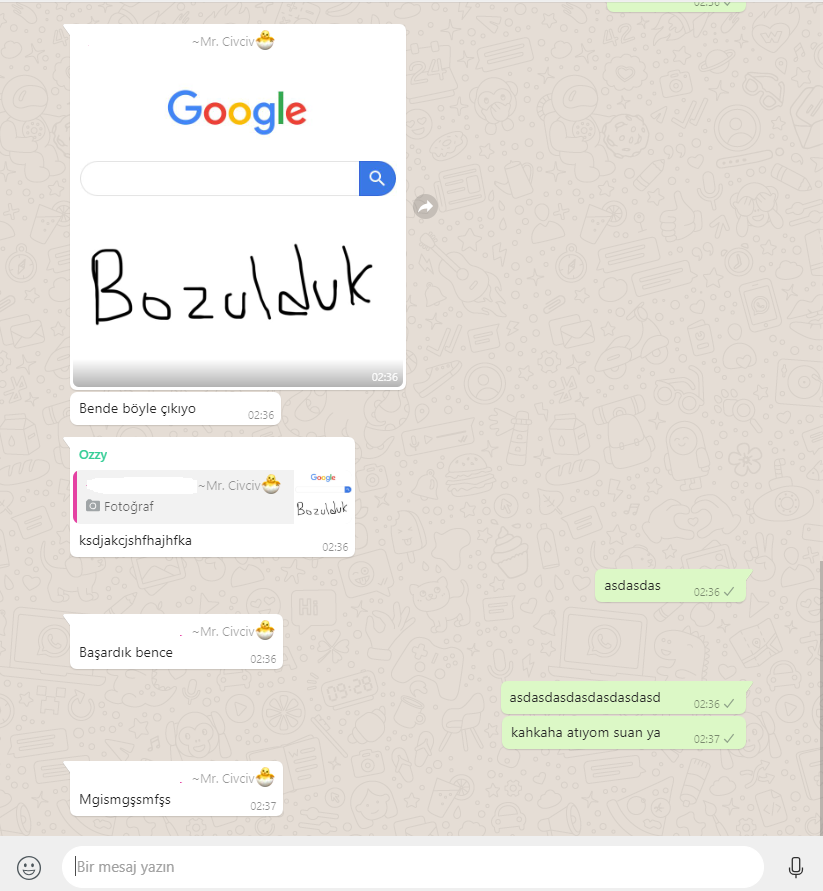 02:36
~Mr. Civciv🐣
Google
Bozulduk
02:36
Bende böyle çıkıyo
02:36
Ozzy
~Mr. Civciv🐣
Fotoğraf
Google
Bozulduk
ksdjakcjshfhajhfka
02:36
asdasdas
02:36
~Mr. Civciv🐣
Başardık bence
02:36
asdasdasdasdasdasdasd
02:36
kahkaha atıyom suan ya
02:37
~Mr. Civciv🐣
Mgismgşsmfşs
02:37
Bir mesaj yazın